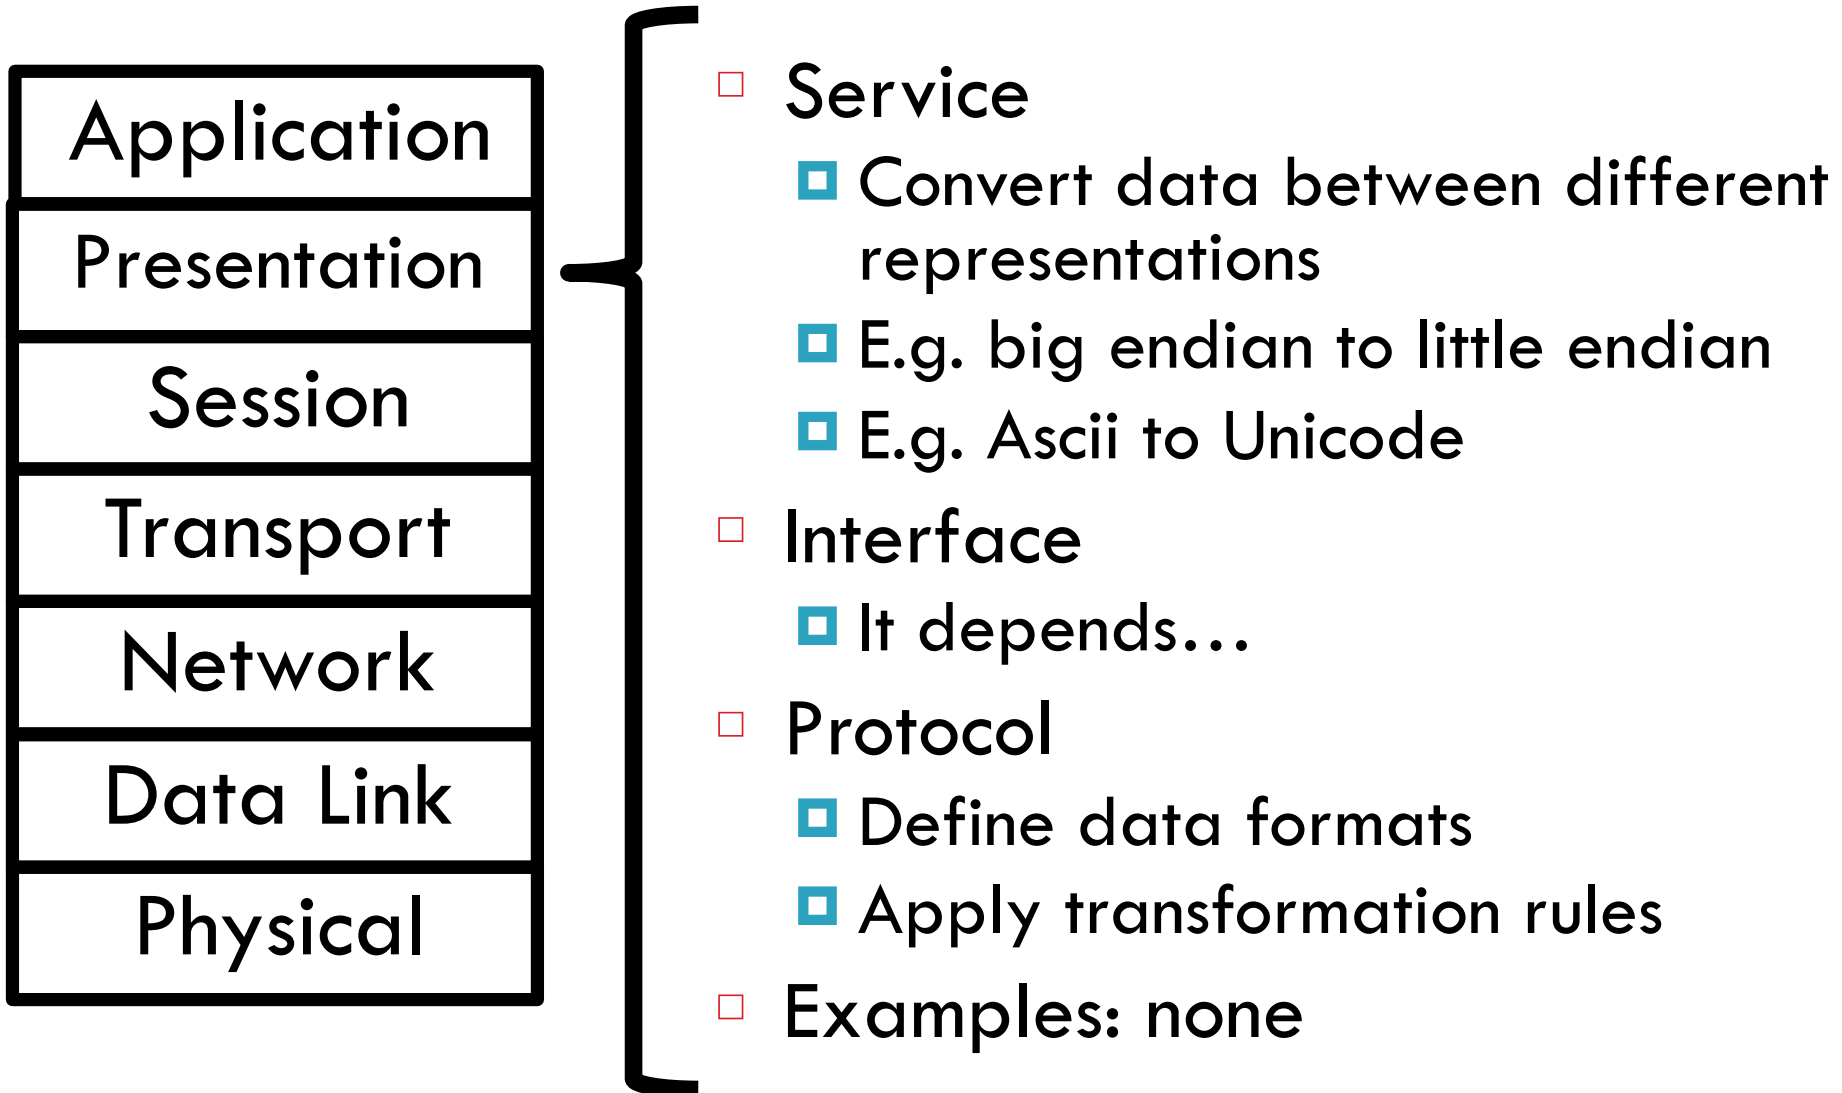 Application
Presentation
Session
Transport
Network
Data Link
Physical
Service
Convert data between different
representations
E.g. big endian to little endian
E.g. Ascii to Unicode
Interface
It depends…
Protocol
Define data formats
Apply transformation rules
Examples: none